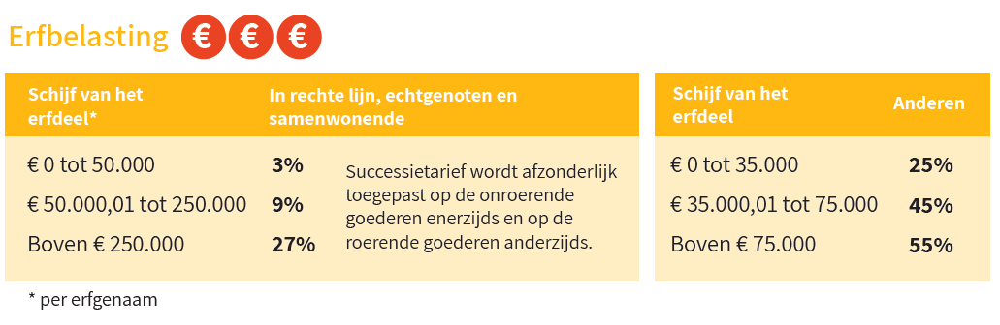 Erfbelasting € € €
Schijf van het
erfdeel*
In rechte lijn, echtgenoten en
samenwonende
€ 0 tot 50.000 3%
€ 50.000,01 tot 250.000 9%
Boven € 250.000 27%
Successietarief wordt afzonderlijk
toegepast op de onroerende
goederen enerzijds en op de
roerende goederen anderzijds.
Schijf van het
erfdeel
Anderen
€ 0 tot 35.000 25%
€ 35.000,01 tot 75.000 45%
Boven € 75.000 55%
* per erfgenaam